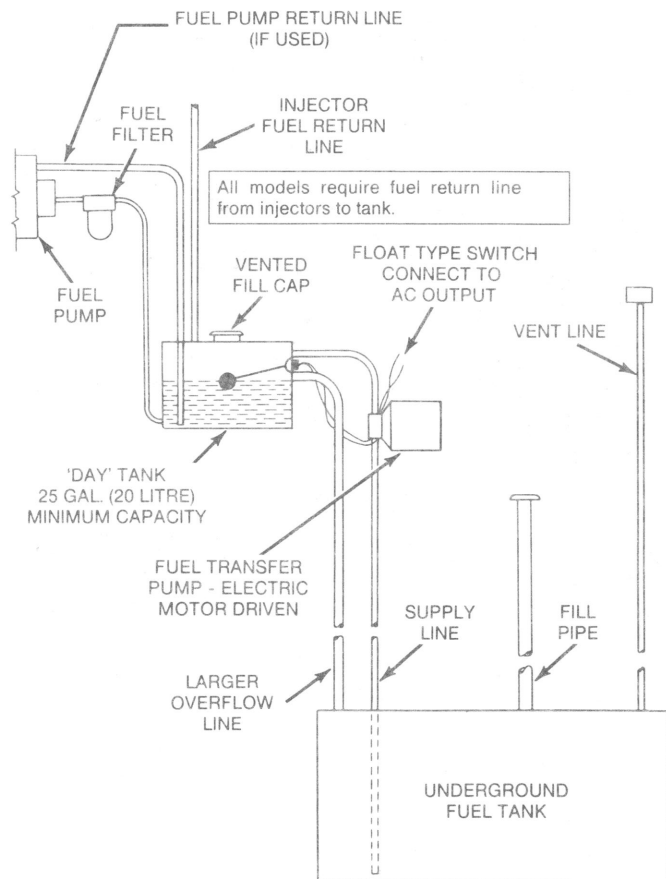 FUEL PUMP RETURN LINE
(IF USED)
FUEL
FILTER
INJECTOR
FUEL RETURN
LINE
All models require fuel return line
from injectors to tank.
FUEL
PUMP
VENTED
FILL CAP
FLOAT TYPE SWITCH
CONNECT TO
AC OUTPUT
VENT LINE
'DAY' TANK
25 GAL. (20 LITRE)
MINIMUM CAPACITY
FUEL TRANSFER
PUMP - ELECTRIC
MOTOR DRIVEN
SUPPLY
LINE
FILL
PIPE
LARGER
OVERFLOW
LINE
UNDERGROUND
FUEL TANK